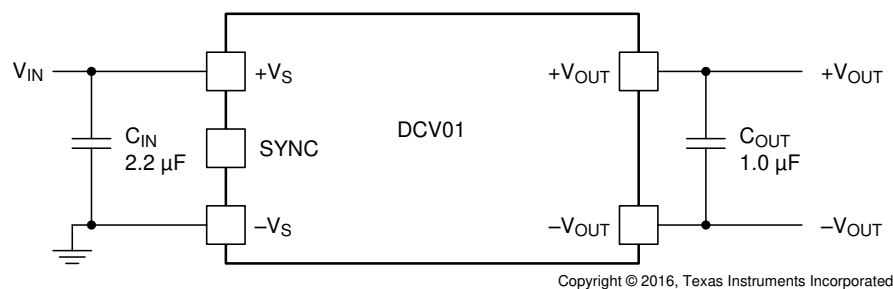 VIN
+VS
+VOUT
+VOUT
CIN
2.2 μF
SYNC
DCV01
COUT
1.0 μF
–VS
–VOUT
–VOUT
Copyright © 2016, Texas Instruments Incorporated